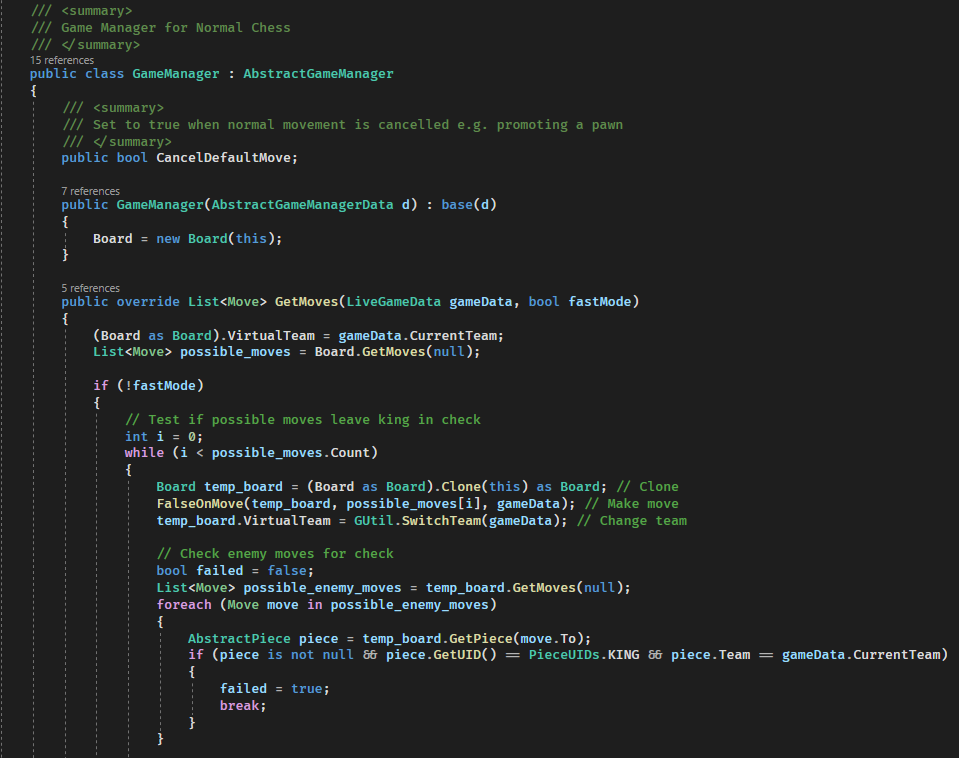 /// <summary>
/// Game Manager for Normal Chess
/// </summary>
15 references
public class GameManager : AbstractGameManager
{
/// <summary>
/// Set to true when normal movement is cancelled e.g. promoting a pawn
/// </summary>
public bool CancelDefaultMove;
7 references
public GameManager(AbstractGameManagerData d) : base(d)
{
Board = new Board(this);
}
5 references
public override List<Move> GetMoves(LiveGameData gameData, bool fastMode)
{
(Board as Board).VirtualTeam = gameData.CurrentTeam;
List<Move> possible_moves = Board.GetMoves(null);
if (!fastMode)
{
// Test if possible moves leave king in check
int i = 0;
while (i < possible_moves.Count)
{
Board temp_board = (Board as Board).Clone(this) as Board; // Clone
FalseOnMove(temp_board, possible_moves[i], gameData); // Make move
temp_board.VirtualTeam = GUtil.SwitchTeam(gameData); // Change team
// Check enemy moves for check
bool failed = false;
List<Move> possible_enemy_moves = temp_board.GetMoves(null);
foreach (Move move in possible_enemy_moves)
{
AbstractPiece piece = temp_board.GetPiece(move.To);
if (piece is not null && piece.GetUID() == PieceUIDs.KING && piece.Team == gameData.CurrentTeam)
{
failed = true;
break;
}
}